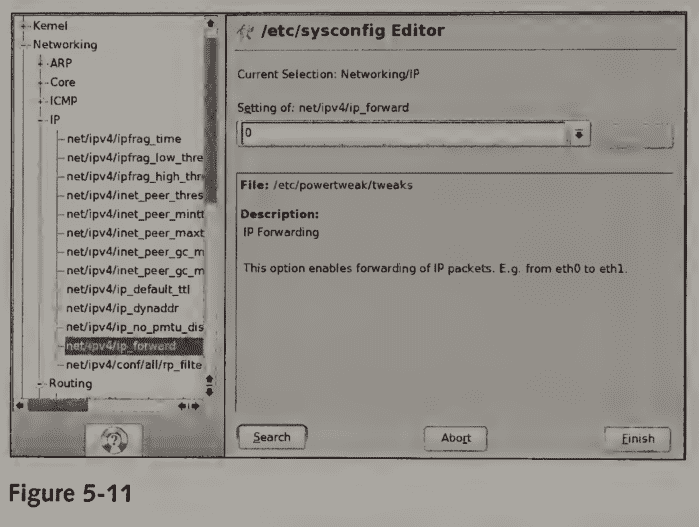 Kernel
Networking
ARP
Core
ICMP
IP
net/ipv4/ipfrag_time
net/ipv4/ipfrag_low_thre
net/ipv4/ipfrag_high_thre
net/ipv4/inet_peer_thres
net/ipv4/inet_peer_mintt
net/ipv4/inet_peer_maxt
net/ipv4/inet_peer_gc_m
net/ipv4/inet_peer_gc_m
net/ipv4/ip_default_ttl
net/ipv4/ip_dynaddr
net/ipv4/ip_no_pmtu_dis
net/ipv4/ip_forward
net/ipv4/conf/all/rp_filte
Routing
/etc/sysconfig Editor
Current Selection: Networking/IP
Setting of: net/ipv4/ip_forward
0
File: /etc/powertweak/tweaks
Description:
IP Forwarding
This option enables forwarding of IP packets. E.g. from eth0 to eth1.
?
Search
Abort
Finish
Figure 5-11